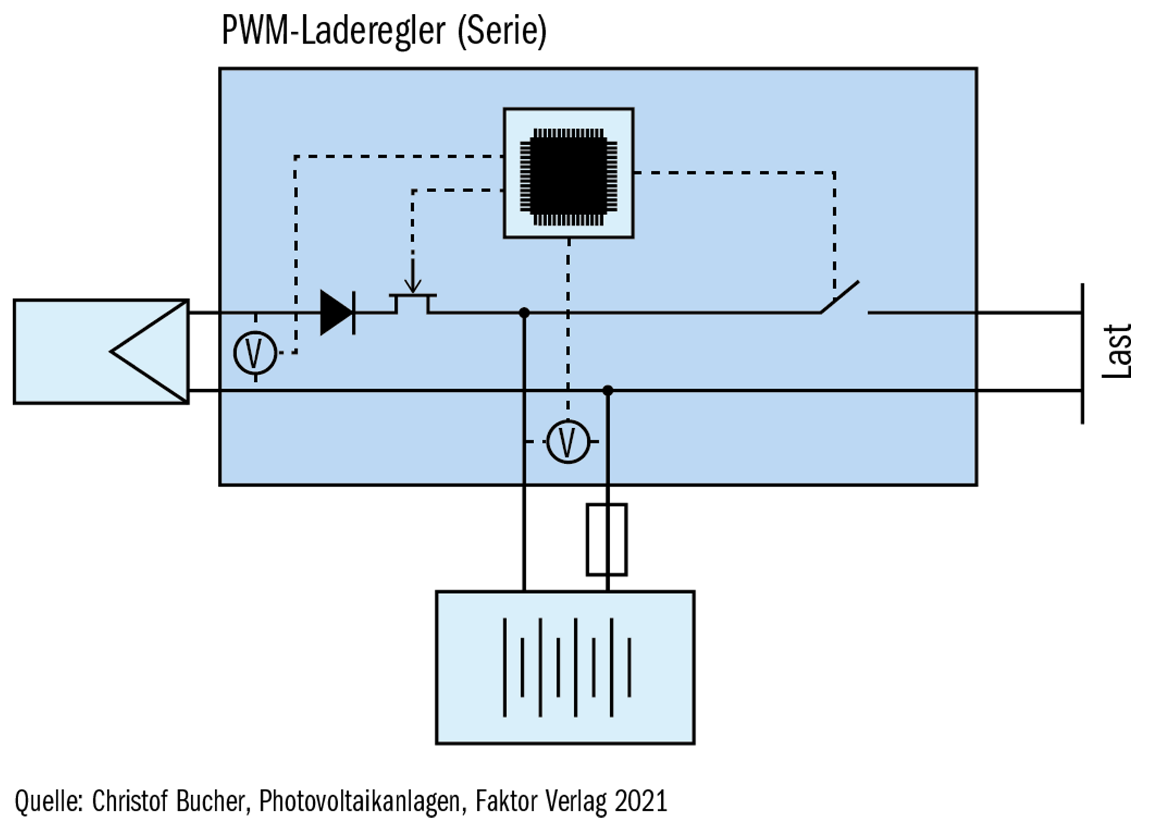 PWM-Laderegler (Serie)
V
Last
V
Quelle: Christof Bucher, Photovoltaikanlagen, Faktor Verlag 2021